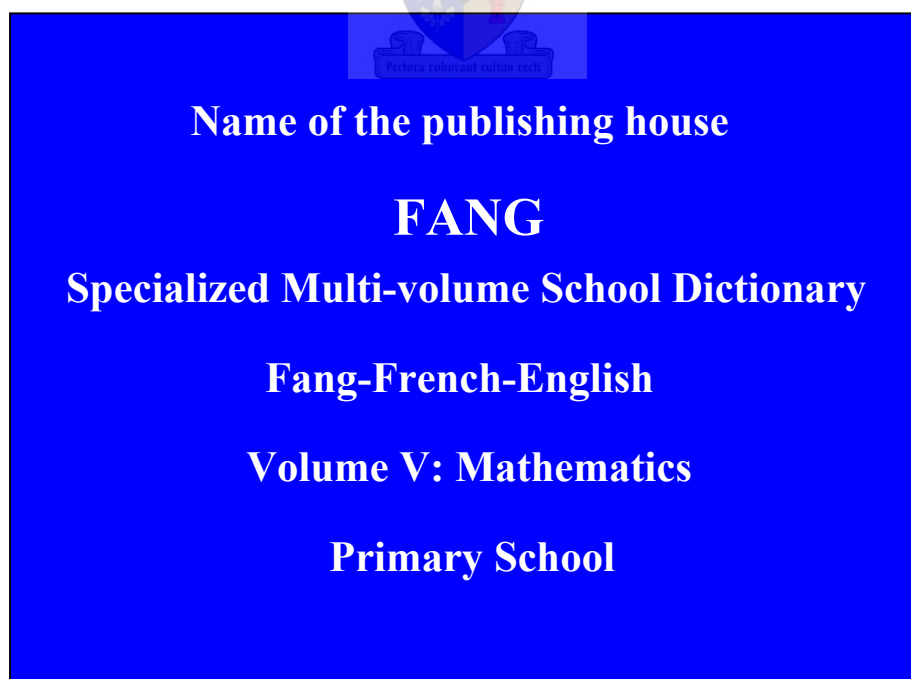 Pectora roborant cultus recti
Name of the publishing house
FANG
Specialized Multi-volume School Dictionary
Fang-French-English
Volume V: Mathematics
Primary School